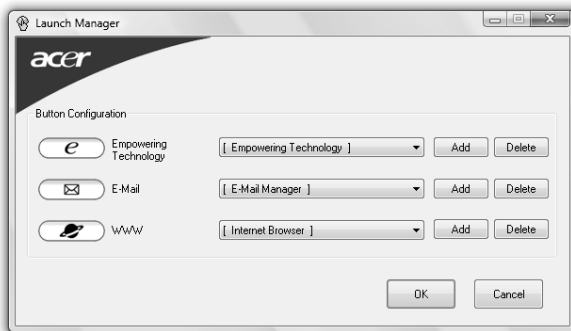 Launch Manager
acer
Button Configuration
e
Empowering
Technology
[ Empowering Technology ]
Add
Delete
E-Mail
[ E-Mail Manager ]
Add
Delete
WWW
[ Internet Browser ]
Add
Delete
OK
Cancel